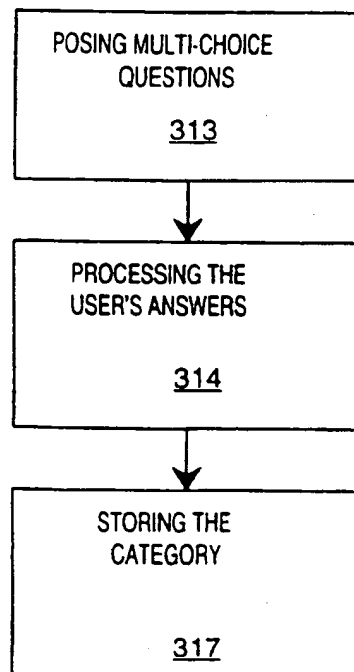 POSING MULTI-CHOICE
QUESTIONS
313
PROCESSING THE
USER'S ANSWERS
314
STORING THE
CATEGORY
317